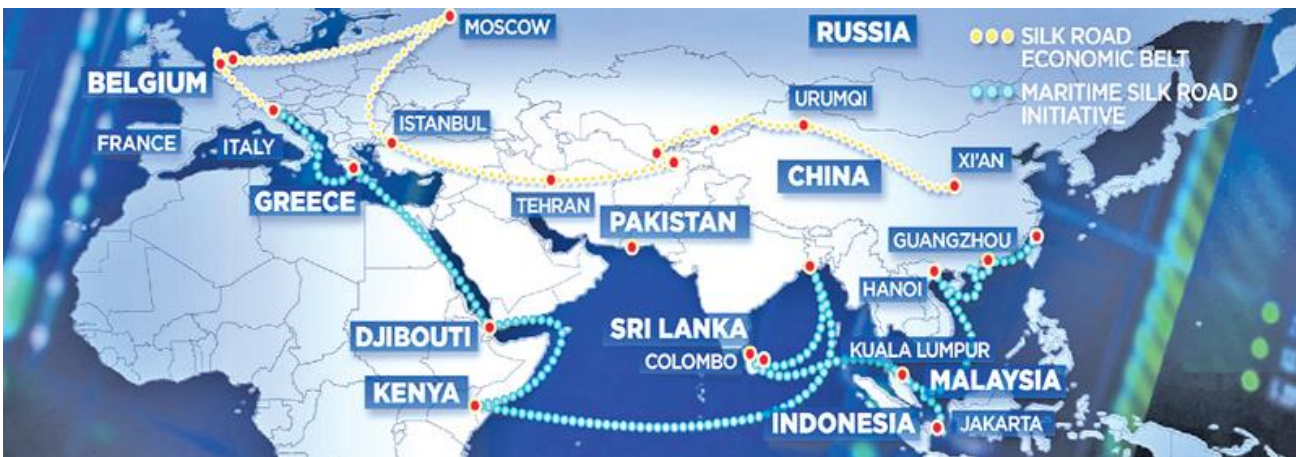 MOSCOW
RUSSIA
SILK ROAD
ECONOMIC BELT
BELGIUM
URUMQI
MARITIME SILK ROAD
INITIATIVE
FRANCE
ITALY
ISTANBUL
XI'AN
CHINA
GREECE
TEHRAN
PAKISTAN
GUANGZHOU
HANOI
DJIBOUTI
SRI LANKA
COLOMBO
KUALA LUMPUR
KENYA
MALAYSIA
INDONESIA
JAKARTA